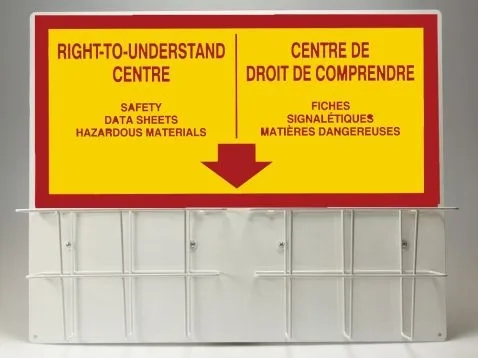 RIGHT-TO-UNDERSTAND
CENTRE
SAFETY
DATA SHEETS
HAZARDOUS MATERIALS
CENTRE DE
DROIT DE COMPRENDRE
FICHES
SIGNALÉTIQUES
MATIÈRES DANGEREUSES